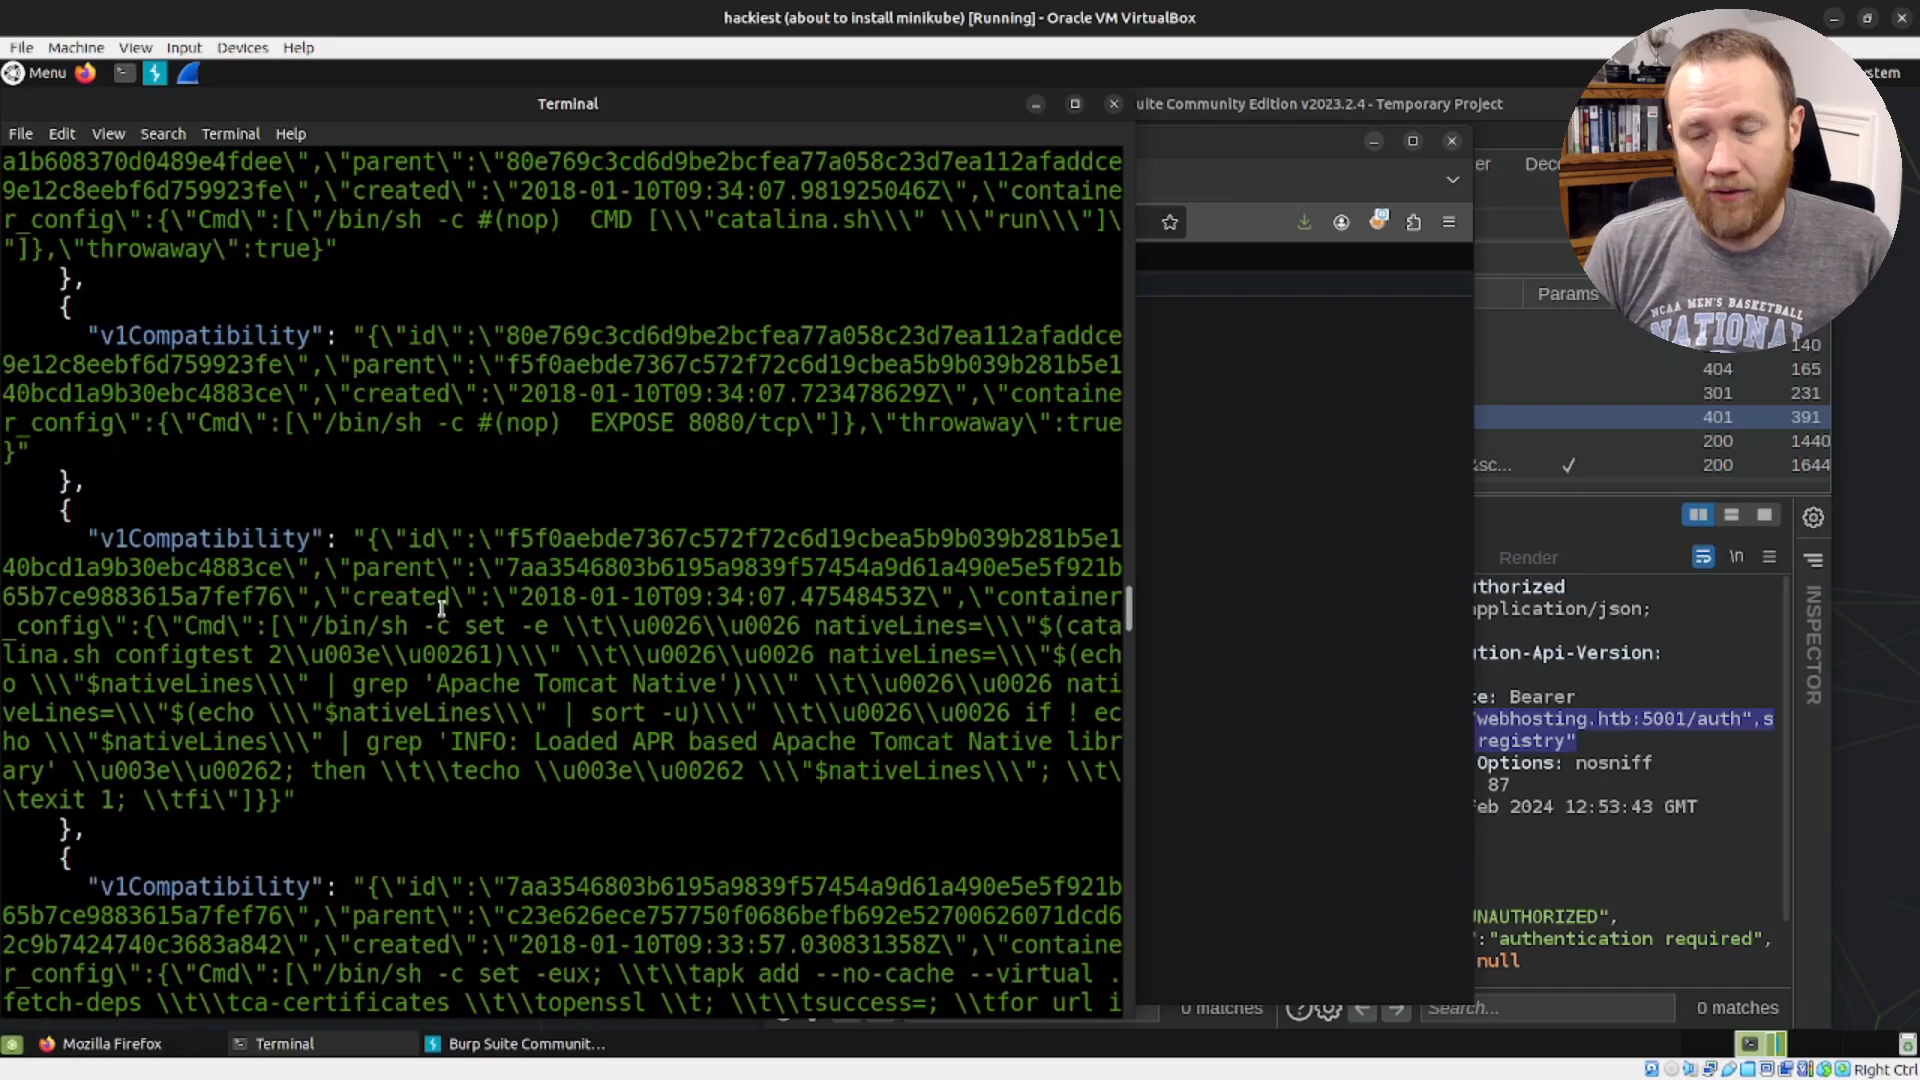 hackiest (about to install minikube) [Running] - Oracle VM VirtualBox
File Machine View Input Devices Help
Menu
stem
Terminal
uite Community Edition v2023.2.4 - Temporary Project
File Edit View Search Terminal Help
er Deco
a1b608370d0489e4fdee\",\"parent\":\"80e769c3cd6d9be2bcfea77a058c23d7ea112afaddce
9e12c8eebf6d759923fe\",\"created\":\"2018-01-10T09:34:07.981925046Z\",\"containe
r_config\":{\"Cmd\":[\"/bin/sh -c #(nop)  CMD [\\\"catalina.sh\\\" \\\"run\\\"]\
"]},\"throwaway\":true}"
},
{
"v1Compatibility": "{\"id\":\"80e769c3cd6d9be2bcfea77a058c23d7ea112afaddce
9e12c8eebf6d759923fe\",\"parent\":\"f5f0aebde7367c572f72c6d19cbea5b9b039b281b5e1
40bcd1a9b30ebc4883ce\",\"created\":\"2018-01-10T09:34:07.723478629Z\",\"containe
r_config\":{\"Cmd\":[\"/bin/sh -c #(nop)  EXPOSE 8080/tcp\"]},\"throwaway\":true
}"
},
{
"v1Compatibility": "{\"id\":\"f5f0aebde7367c572f72c6d19cbea5b9b039b281b5e1
40bcd1a9b30ebc4883ce\",\"parent\":\"7aa3546803b6195a9839f57454a9d61a490e5e5f921b
65b7ce9883615a7fef76\",\"created\":\"2018-01-10T09:34:07.47548453Z\",\"container
_config\":{\"Cmd\":[\"/bin/sh -c set -e \\t\\u0026\\u0026 nativeLines=\\\"$(cata
lina.sh configtest 2\\u003e\\u00261)\\\" \\t\\u0026\\u0026 nativeLines=\\\"$(ech
o \\\"$nativeLines\\\" | grep 'Apache Tomcat Native')\\\" \\t\\u0026\\u0026 nati
veLines=\\\"$(echo \\\"$nativeLines\\\" | sort -u)\\\" \\t\\u0026\\u0026 if ! ec
ho \\\"$nativeLines\\\" | grep 'INFO: Loaded APR based Apache Tomcat Native libr
ary' \\u003e\\u00262; then \\t\\techo \\u003e\\u00262 \\\"$nativeLines\\\"; \\t\
\texit 1; \\tfi\"]}}"
},
{
"v1Compatibility": "{\"id\":\"7aa3546803b6195a9839f57454a9d61a490e5e5f921b
65b7ce9883615a7fef76\",\"parent\":\"c23e626ece757750f0686befb692e52700626071dcd6
2c9b7424740c3683a842\",\"created\":\"2018-01-10T09:33:57.030831358Z\",\"containe
r_config\":{\"Cmd\":[\"/bin/sh -c set -eux; \\t\\tapk add --no-cache --virtual .
fetch-deps \\t\\tca-certificates \\t\\topenssl \\t; \\t\\tsuccess=; \\tfor url i
Params
140
404 165
301 231
401 391
200 1440
&sc... ✓ 200 1644
Render \n
INSPECTOR
uthorized
pplication/json;
ution-Api-Version:
te: Bearer
webhosting.htb:5001/auth",s
registry"
Options: nosniff
87
eb 2024 12:53:43 GMT
NAUTHORIZED",
":"authentication required",
null
0 matches Search... 0 matches
NCAA MEN'S BASKETBALL
NATIONAL
Mozilla Firefox Terminal Burp Suite Communit...
Right Ctrl